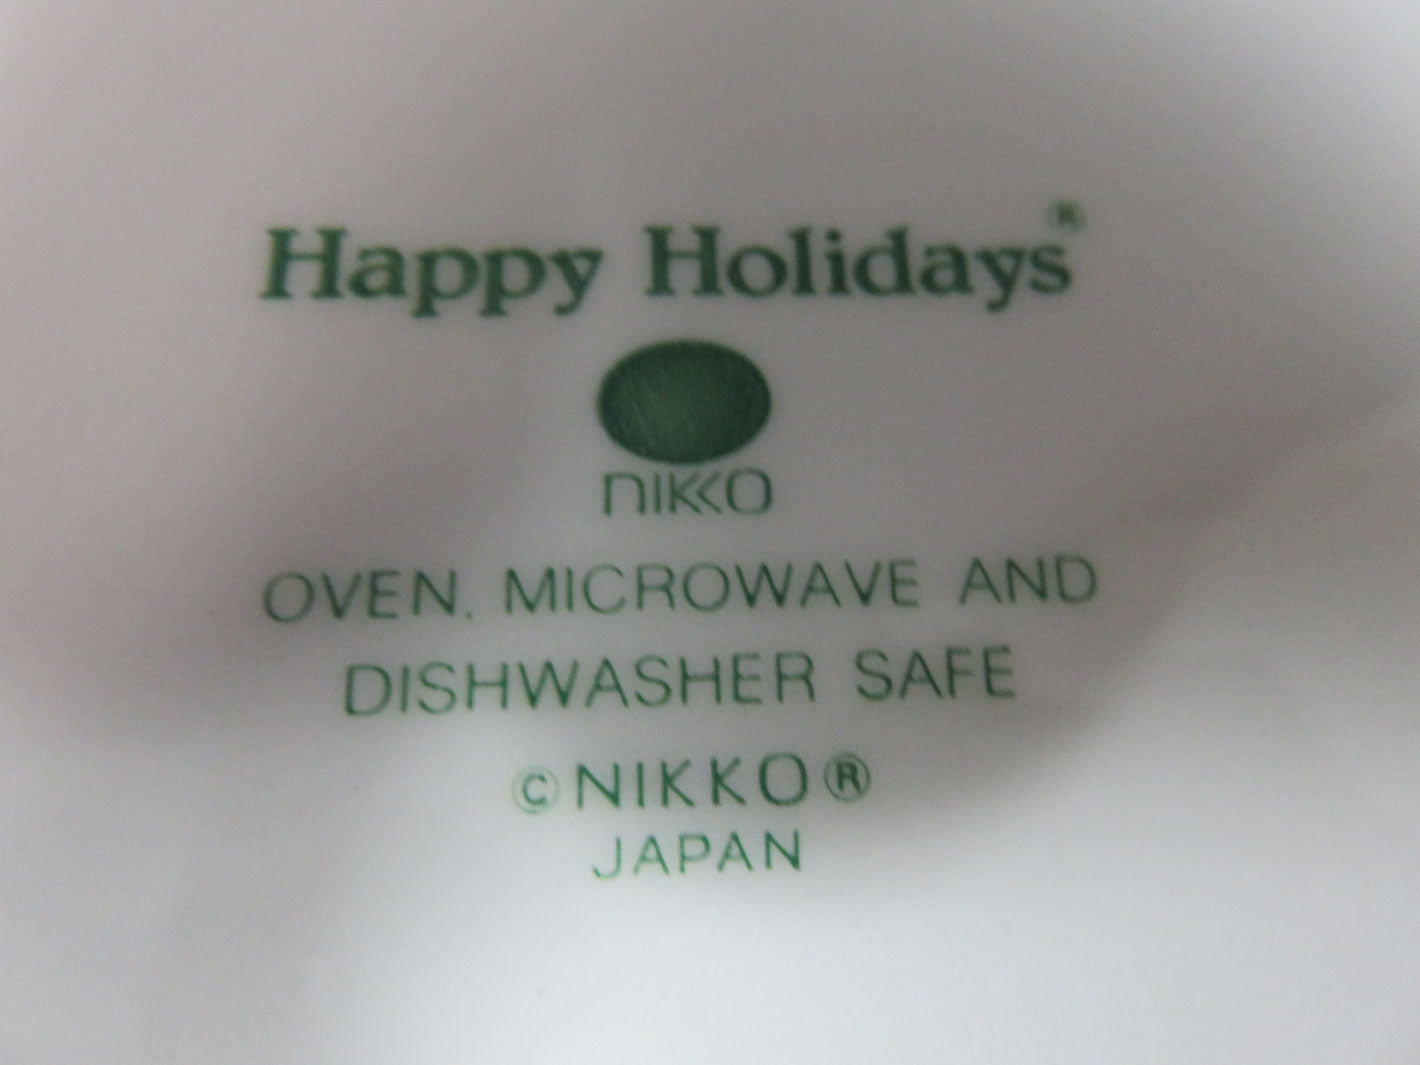 Happy Holidays®
NIKKO
OVEN, MICROWAVE AND
DISHWASHER SAFE
©NIKKO®
JAPAN